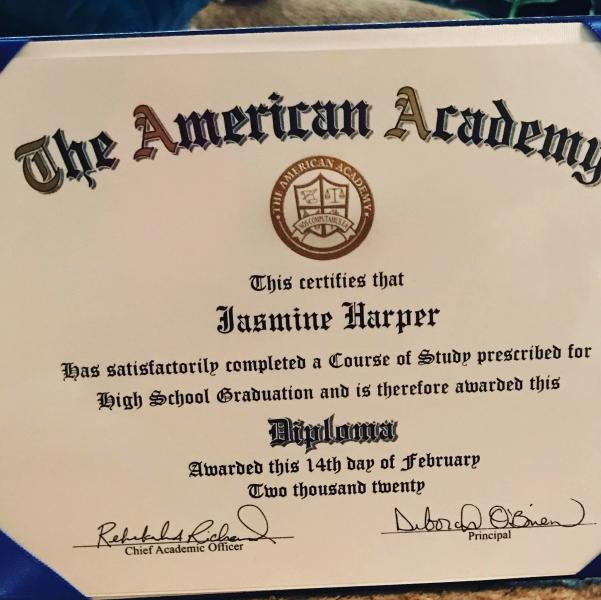 The American Academy
THE AMERICAN ACADEMY
This certifies that
Jasmine Harper
Has satisfactorily completed a Course of Study prescribed for
High School Graduation and is therefore awarded this
Diploma
Awarded this 14th day of February
Two thousand twenty
Chief Academic Officer
Deborah O'Brien
Principal